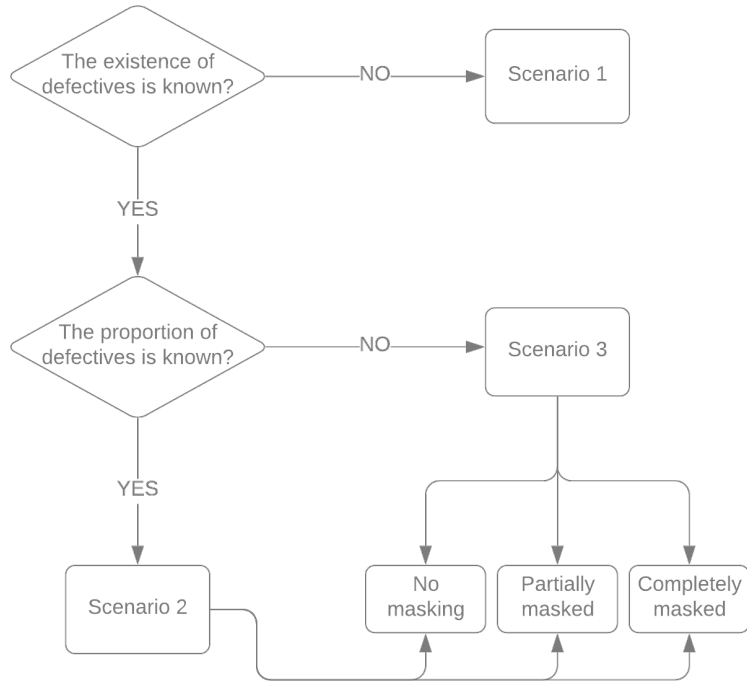 The existence of
defectives is known?
NO
Scenario 1
YES
The proportion of
defectives is known?
NO
Scenario 3
YES
Scenario 2
No
masking
Partially
masked
Completely
masked